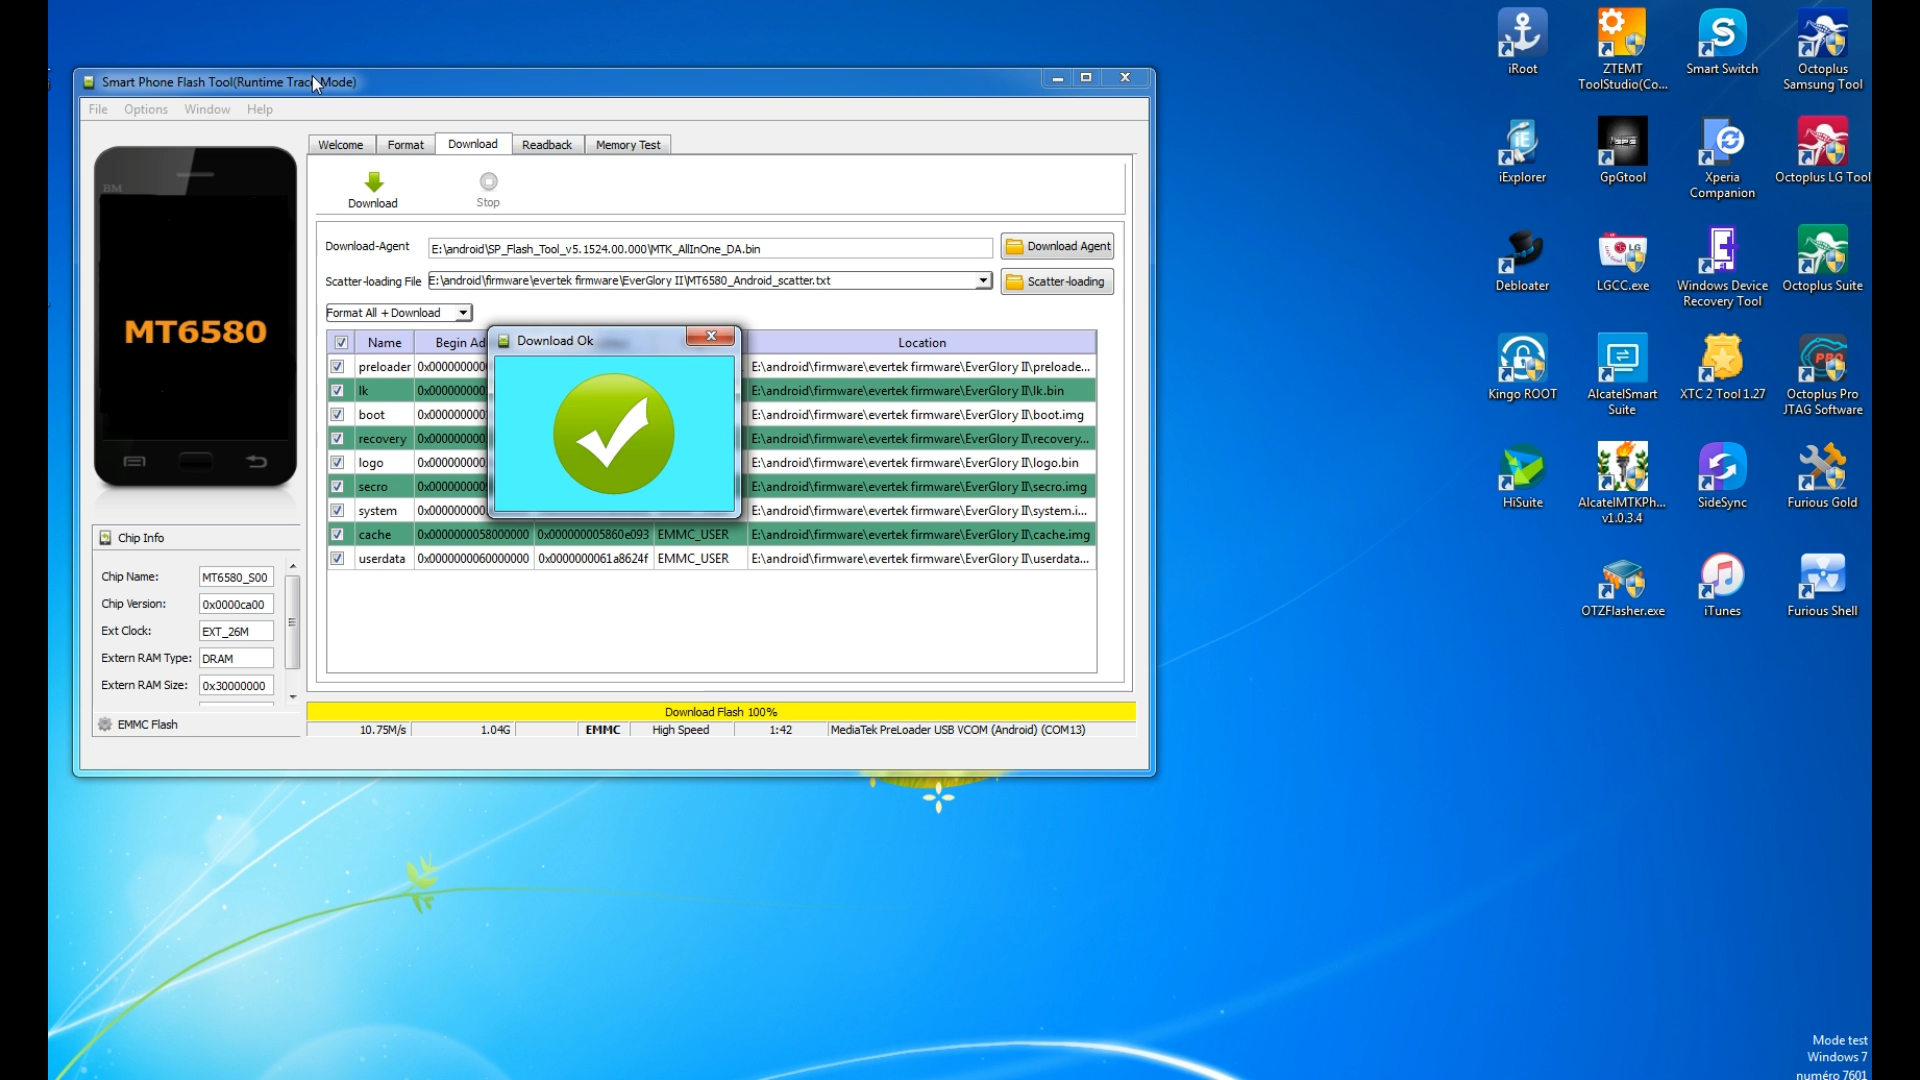 Smart Phone Flash Tool(Runtime Trace Mode)
File Options Window Help
Welcome Format Download Readback Memory Test
Download Stop
Download-Agent E:\android\SP_Flash_Tool_v5.1524.00.000\MTK_AllInOne_DA.bin Download Agent
Scatter-loading File E:\android\firmware\evertek firmware\EverGlory II\MT6580_Android_scatter.txt Scatter-loading
Format All + Download
Name Begin Location
Download Ok
preloader E:\android\firmware\evertek firmware\EverGlory II\preloade...
lk E:\android\firmware\evertek firmware\EverGlory II\lk.bin
boot E:\android\firmware\evertek firmware\EverGlory II\boot.img
recovery E:\android\firmware\evertek firmware\EverGlory II\recovery...
logo E:\android\firmware\evertek firmware\EverGlory II\logo.bin
secro E:\android\firmware\evertek firmware\EverGlory II\secro.img
system E:\android\firmware\evertek firmware\EverGlory II\system.i...
cache 0x0000000058000000 0x000000005860e093 EMMC_USER E:\android\firmware\evertek firmware\EverGlory II\cache.img
userdata 0x0000000060000000 0x0000000061a8624f EMMC_USER E:\android\firmware\evertek firmware\EverGlory II\userdata...
BM
MT6580
Chip Info
Chip Name: MT6580_S00
Chip Version: 0x0000ca00
Ext Clock: EXT_26M
Extern RAM Type: DRAM
Extern RAM Size: 0x30000000
EMMC Flash
Download Flash 100%
10.75M/s 1.04G EMMC High Speed 1:42 MediaTek PreLoader USB VCOM (Android) (COM13)
iRoot
ZTEMT
ToolStudio(Co...
Smart Switch
Octoplus
Samsung Tool
iExplorer
GpGtool
Xperia
Companion
Octoplus LG Tool
Debloater
LGCC.exe
Windows Device
Recovery Tool
Octoplus Suite
Kingo ROOT
AlcatelSmart
Suite
XTC 2 Tool 1.27
Octoplus Pro
JTAG Software
HiSuite
AlcatelMTKPh...
v1.0.3.4
SideSync
Furious Gold
OTZFlasher.exe
iTunes
Furious Shell
Mode test
Windows 7
numéro 7601